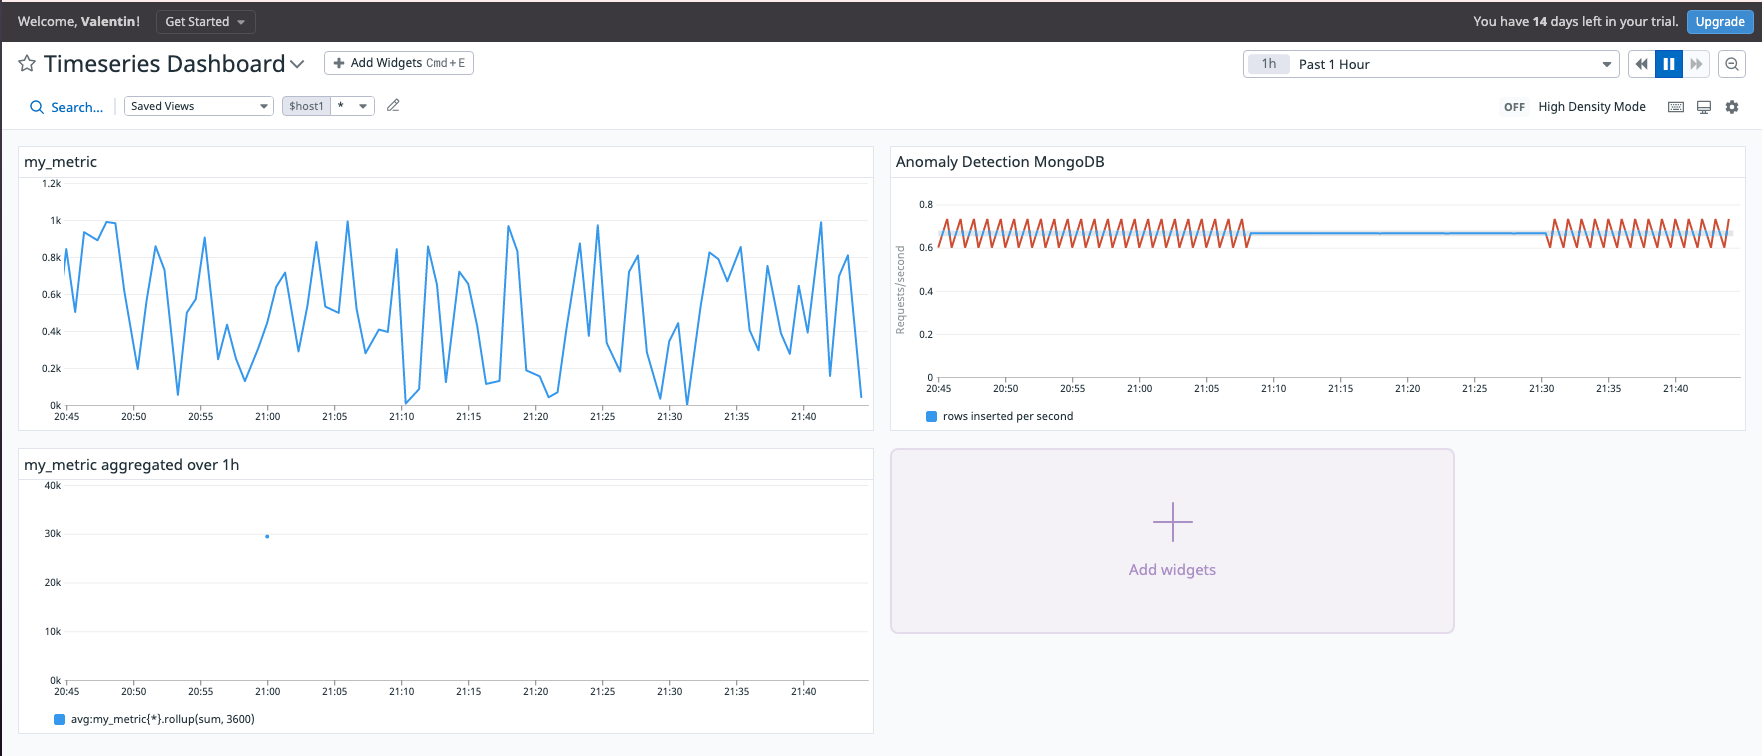 Welcome, Valentin!
Get Started
You have 14 days left in your trial.
Upgrade
Timeseries Dashboard
Add Widgets Cmd+E
1h Past 1 Hour
Search...
Saved Views
$host1 *
OFF High Density Mode
my_metric
1.2k
1k
0.8k
0.6k
0.4k
0.2k
0k
20:45 20:50 20:55 21:00 21:05 21:10 21:15 21:20 21:25 21:30 21:35 21:40
Anomaly Detection MongoDB
Requests/second
0.8
0.6
0.4
0.2
0
20:45 20:50 20:55 21:00 21:05 21:10 21:15 21:20 21:25 21:30 21:35 21:40
rows inserted per second
my_metric aggregated over 1h
40k
30k
20k
10k
0k
20:45 20:50 20:55 21:00 21:05 21:10 21:15 21:20 21:25 21:30 21:35 21:40
avg:my_metric{*}.rollup(sum, 3600)
Add widgets